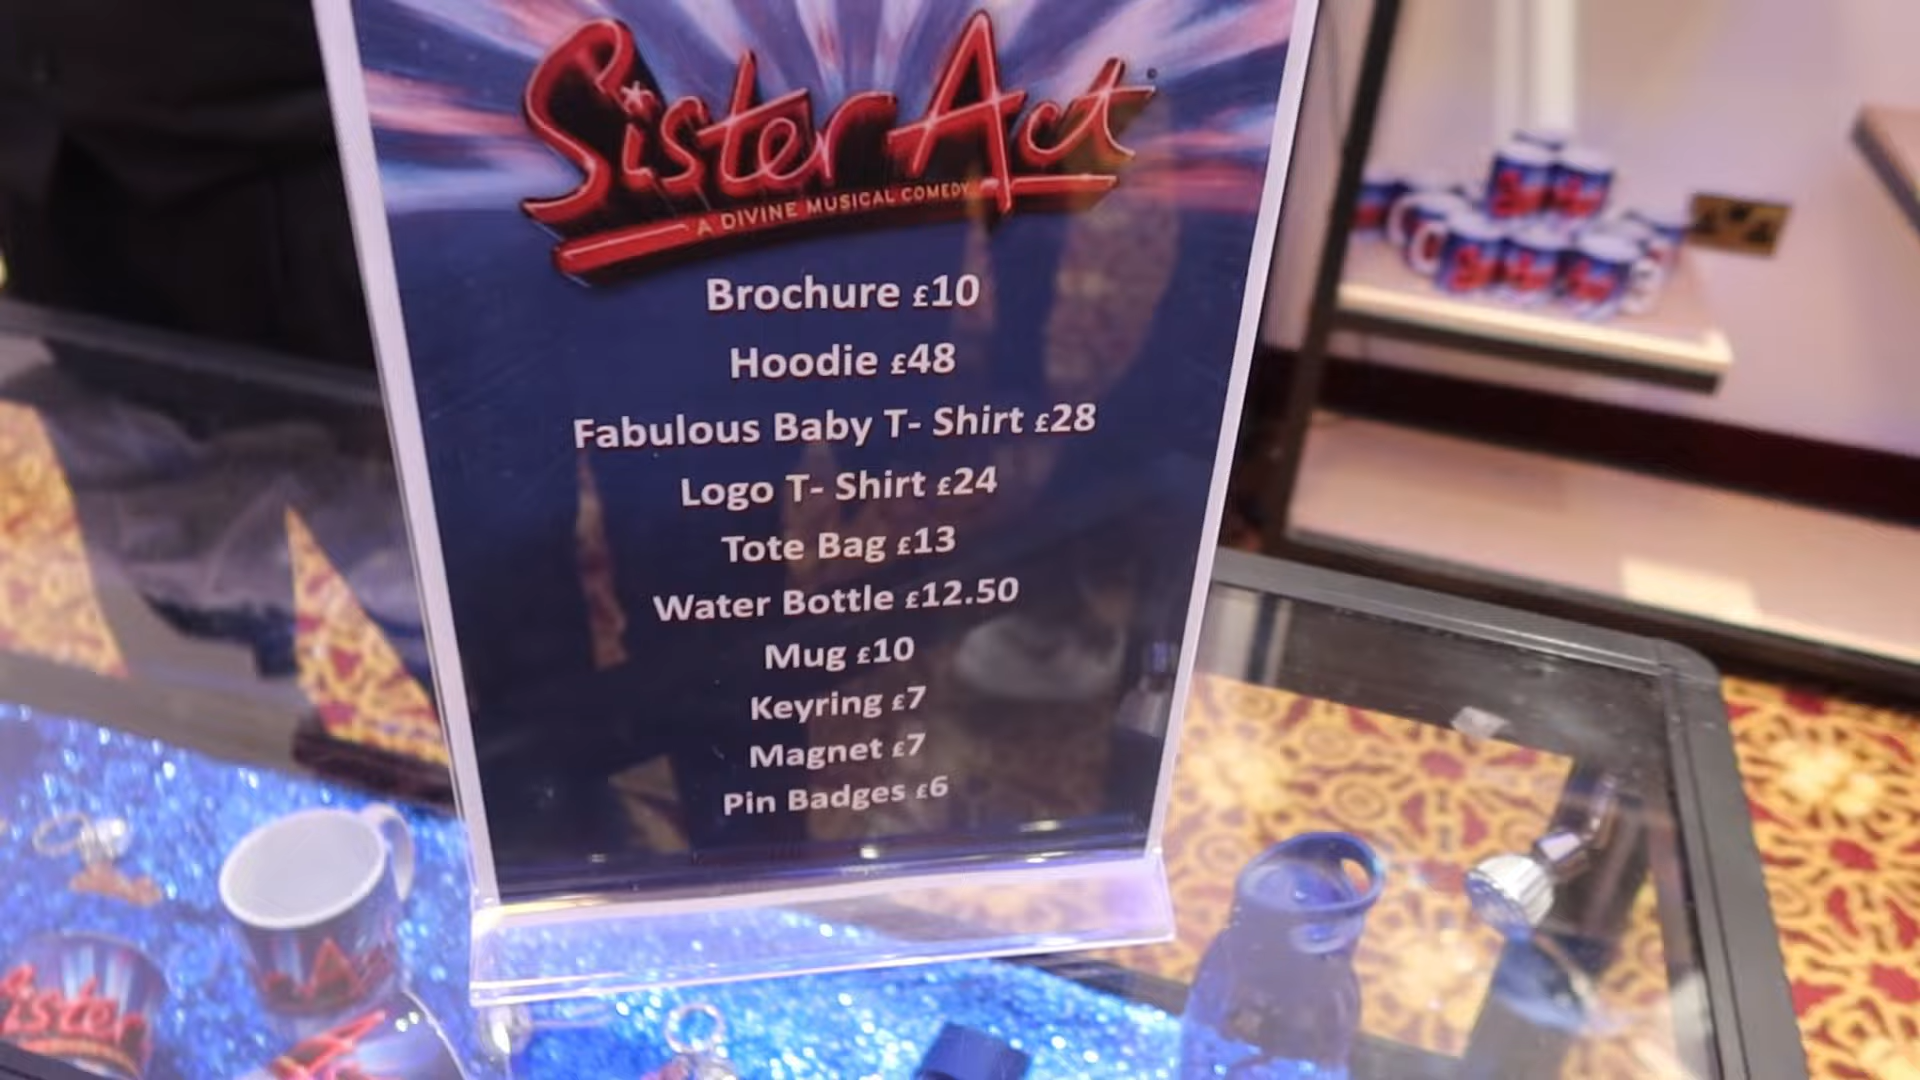 Sister Act
A DIVINE MUSICAL COMEDY
Brochure £10
Hoodie £48
Fabulous Baby T- Shirt £28
Logo T- Shirt £24
Tote Bag £13
Water Bottle £12.50
Mug £10
Keyring £7
Magnet £7
Pin Badges £6
ister